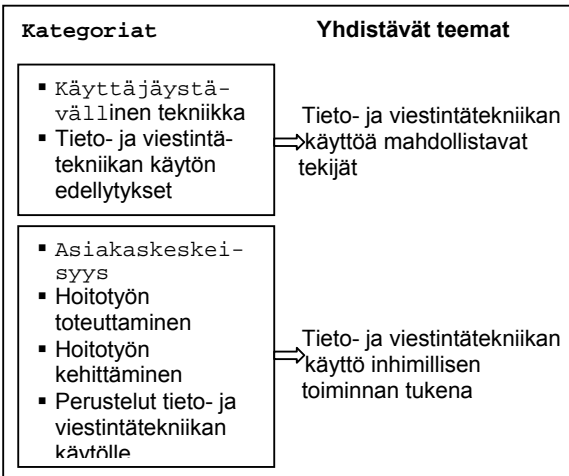 Kategoriat
Yhdistävät teemat
▪ Käyttäjäystä-
vällinen tekniikka
▪ Tieto- ja viestintä-
tekniikan käytön
edellytykset
Tieto- ja viestintätekniikan
käyttöä mahdollistavat
tekijät
▪ Asiakaskeskei-
syys
▪ Hoitotyön
toteuttaminen
▪ Hoitotyön
kehittäminen
▪ Perustelut tieto- ja
viestintätekniikan
käytölle
Tieto- ja viestintätekniikan
käyttö inhimillisen
toiminnan tukena